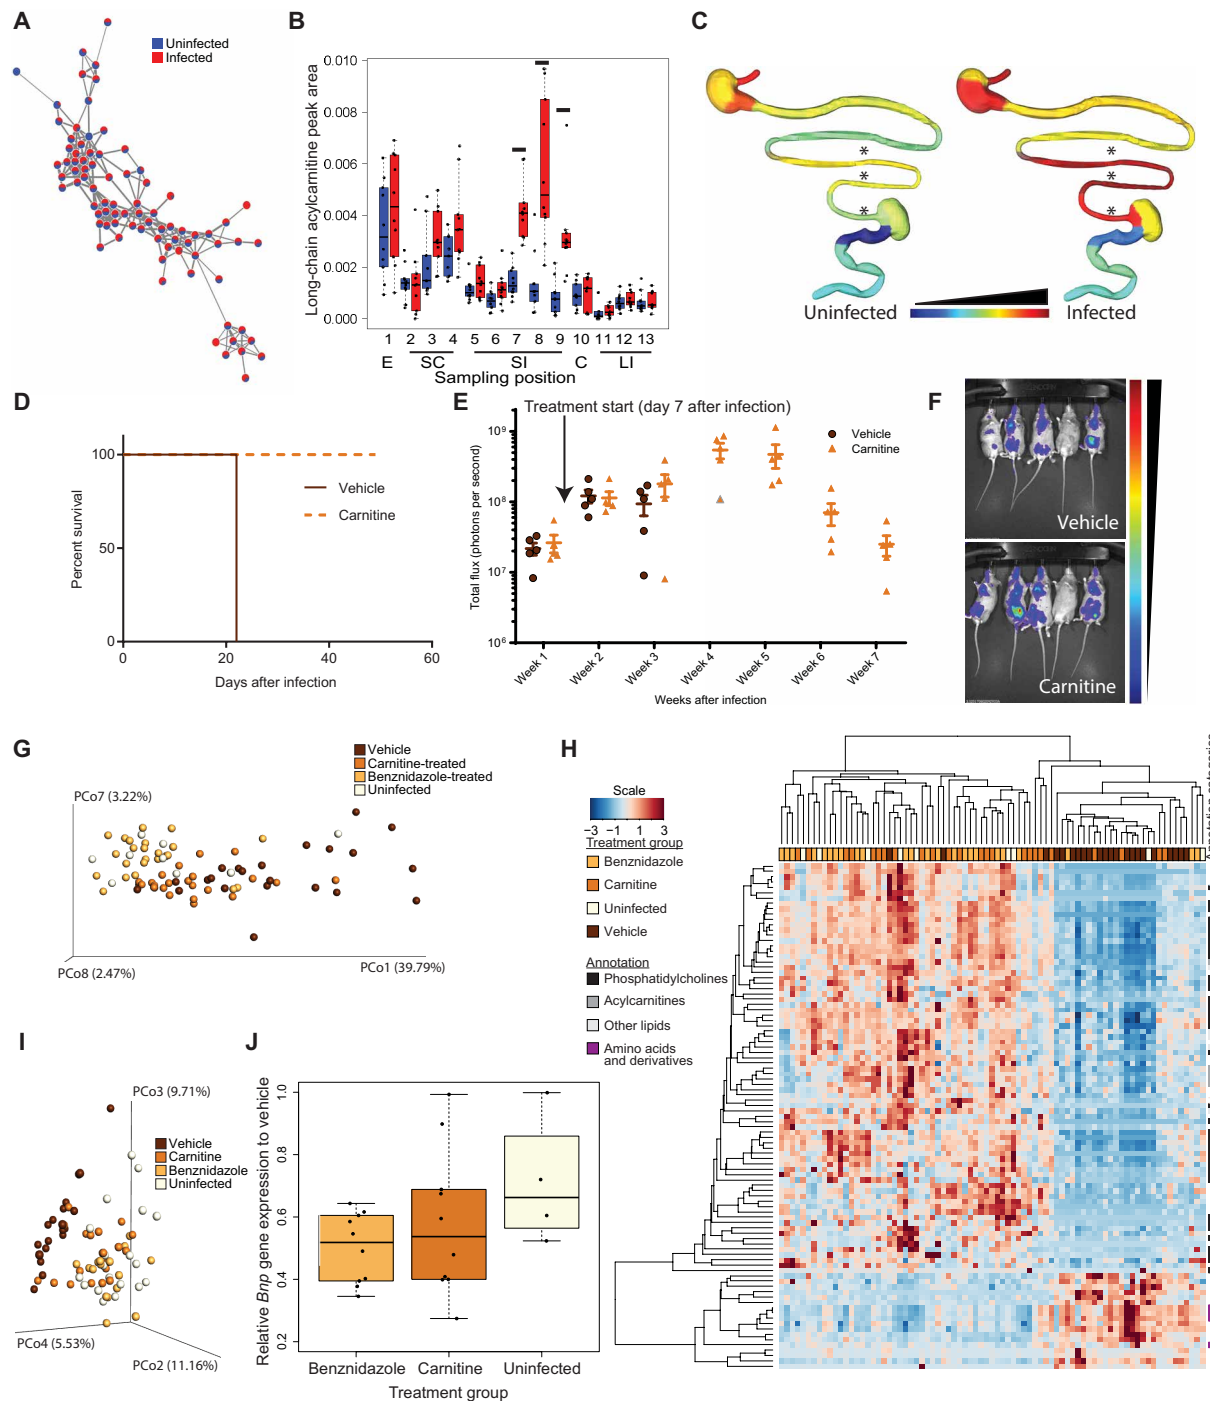 A
Uninfected
Infected
B
Long-chain acylcarnitine peak area
0.010
0.008
0.006
0.004
0.002
0.000
1 2 3 4 5 6 7 8 9 10 11 12 13
E SC SI C LI
Sampling position
C
Uninfected
Infected
* * *
* * *
D
Percent survival
100
50
0
0 20 40 60
Days after infection
Vehicle
Carnitine
E
Treatment start (day 7 after infection)
Vehicle
Carnitine
Total flux (photons per second)
10⁹
10⁸
10⁷
10⁶
Week 1 Week 2 Week 3 Week 4 Week 5 Week 6 Week 7
Weeks after infection
F
Vehicle
Carnitine
G
Vehicle
Carnitine-treated
Benznidazole-treated
Uninfected
PCo7 (3.22%)
PCo8 (2.47%)
PCo1 (39.79%)
H
Scale
−3 −1 1 3
Treatment group
Benznidazole
Carnitine
Uninfected
Vehicle
Annotation
Phosphatidylcholines
Acylcarnitines
Other lipids
Amino acids
and derivatives
I
PCo3 (9.71%)
Vehicle
Carnitine
Benznidazole
Uninfected
PCo4 (5.53%)
PCo2 (11.16%)
J
Relative Bnp gene expression to vehicle
1.0
0.8
0.6
0.4
0.2
Benznidazole Carnitine Uninfected
Treatment group